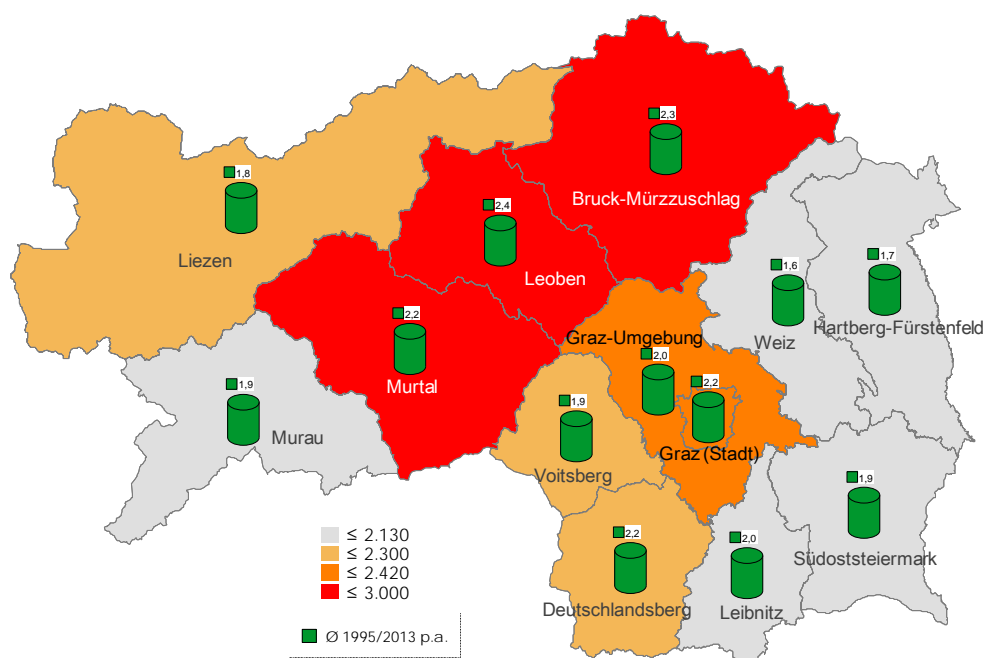 2,3
Bruck-Mürzzuschlag
1,8
Liezen
2,4
Leoben
1,7
Hartberg-Fürstenfeld
1,6
Weiz
2,2
Murtal
Graz-Umgebung
2,0
2,2
Graz (Stadt)
1,9
Murau
1,9
Voitsberg
1,9
Südoststeiermark
2,2
Deutschlandsberg
2,0
Leibnitz
≤ 2.130
≤ 2.300
≤ 2.420
≤ 3.000
Ø 1995/2013 p.a.